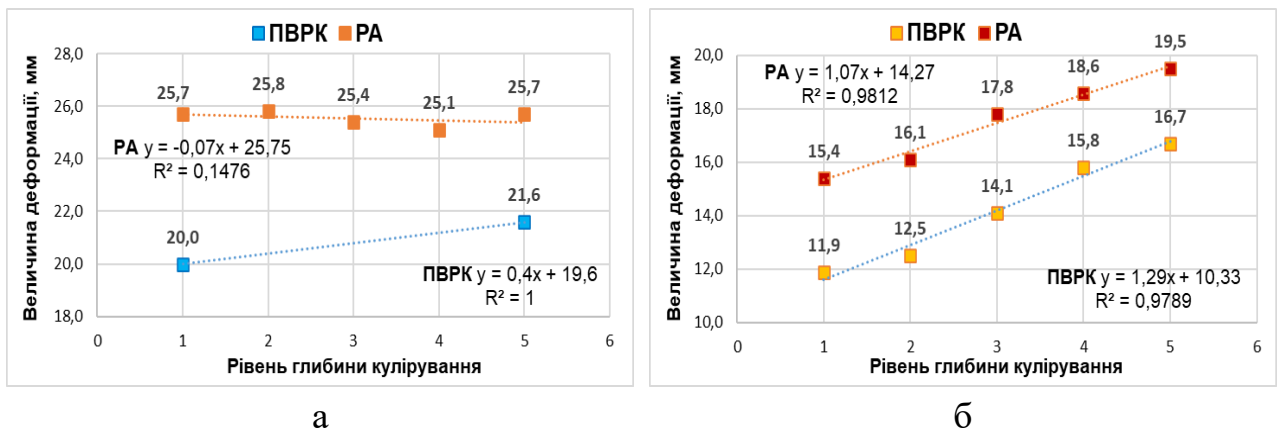 ПВРК РА
Величина деформації, мм
28,0
26,0
24,0
22,0
20,0
18,0
25,7
25,8
25,4
25,1
25,7
РА y = -0,07x + 25,75
R² = 0,1476
20,0
21,6
ПВРК y = 0,4x + 19,6
R² = 1
0 1 2 3 4 5 6
Рівень глибини кулірування
а
ПВРК РА
Величина деформації, мм
20,0
18,0
16,0
14,0
12,0
10,0
РА y = 1,07x + 14,27
R² = 0,9812
15,4
16,1
17,8
18,6
19,5
11,9
12,5
14,1
15,8
16,7
ПВРК y = 1,29x + 10,33
R² = 0,9789
0 1 2 3 4 5 6
Рівень глибини кулірування
б